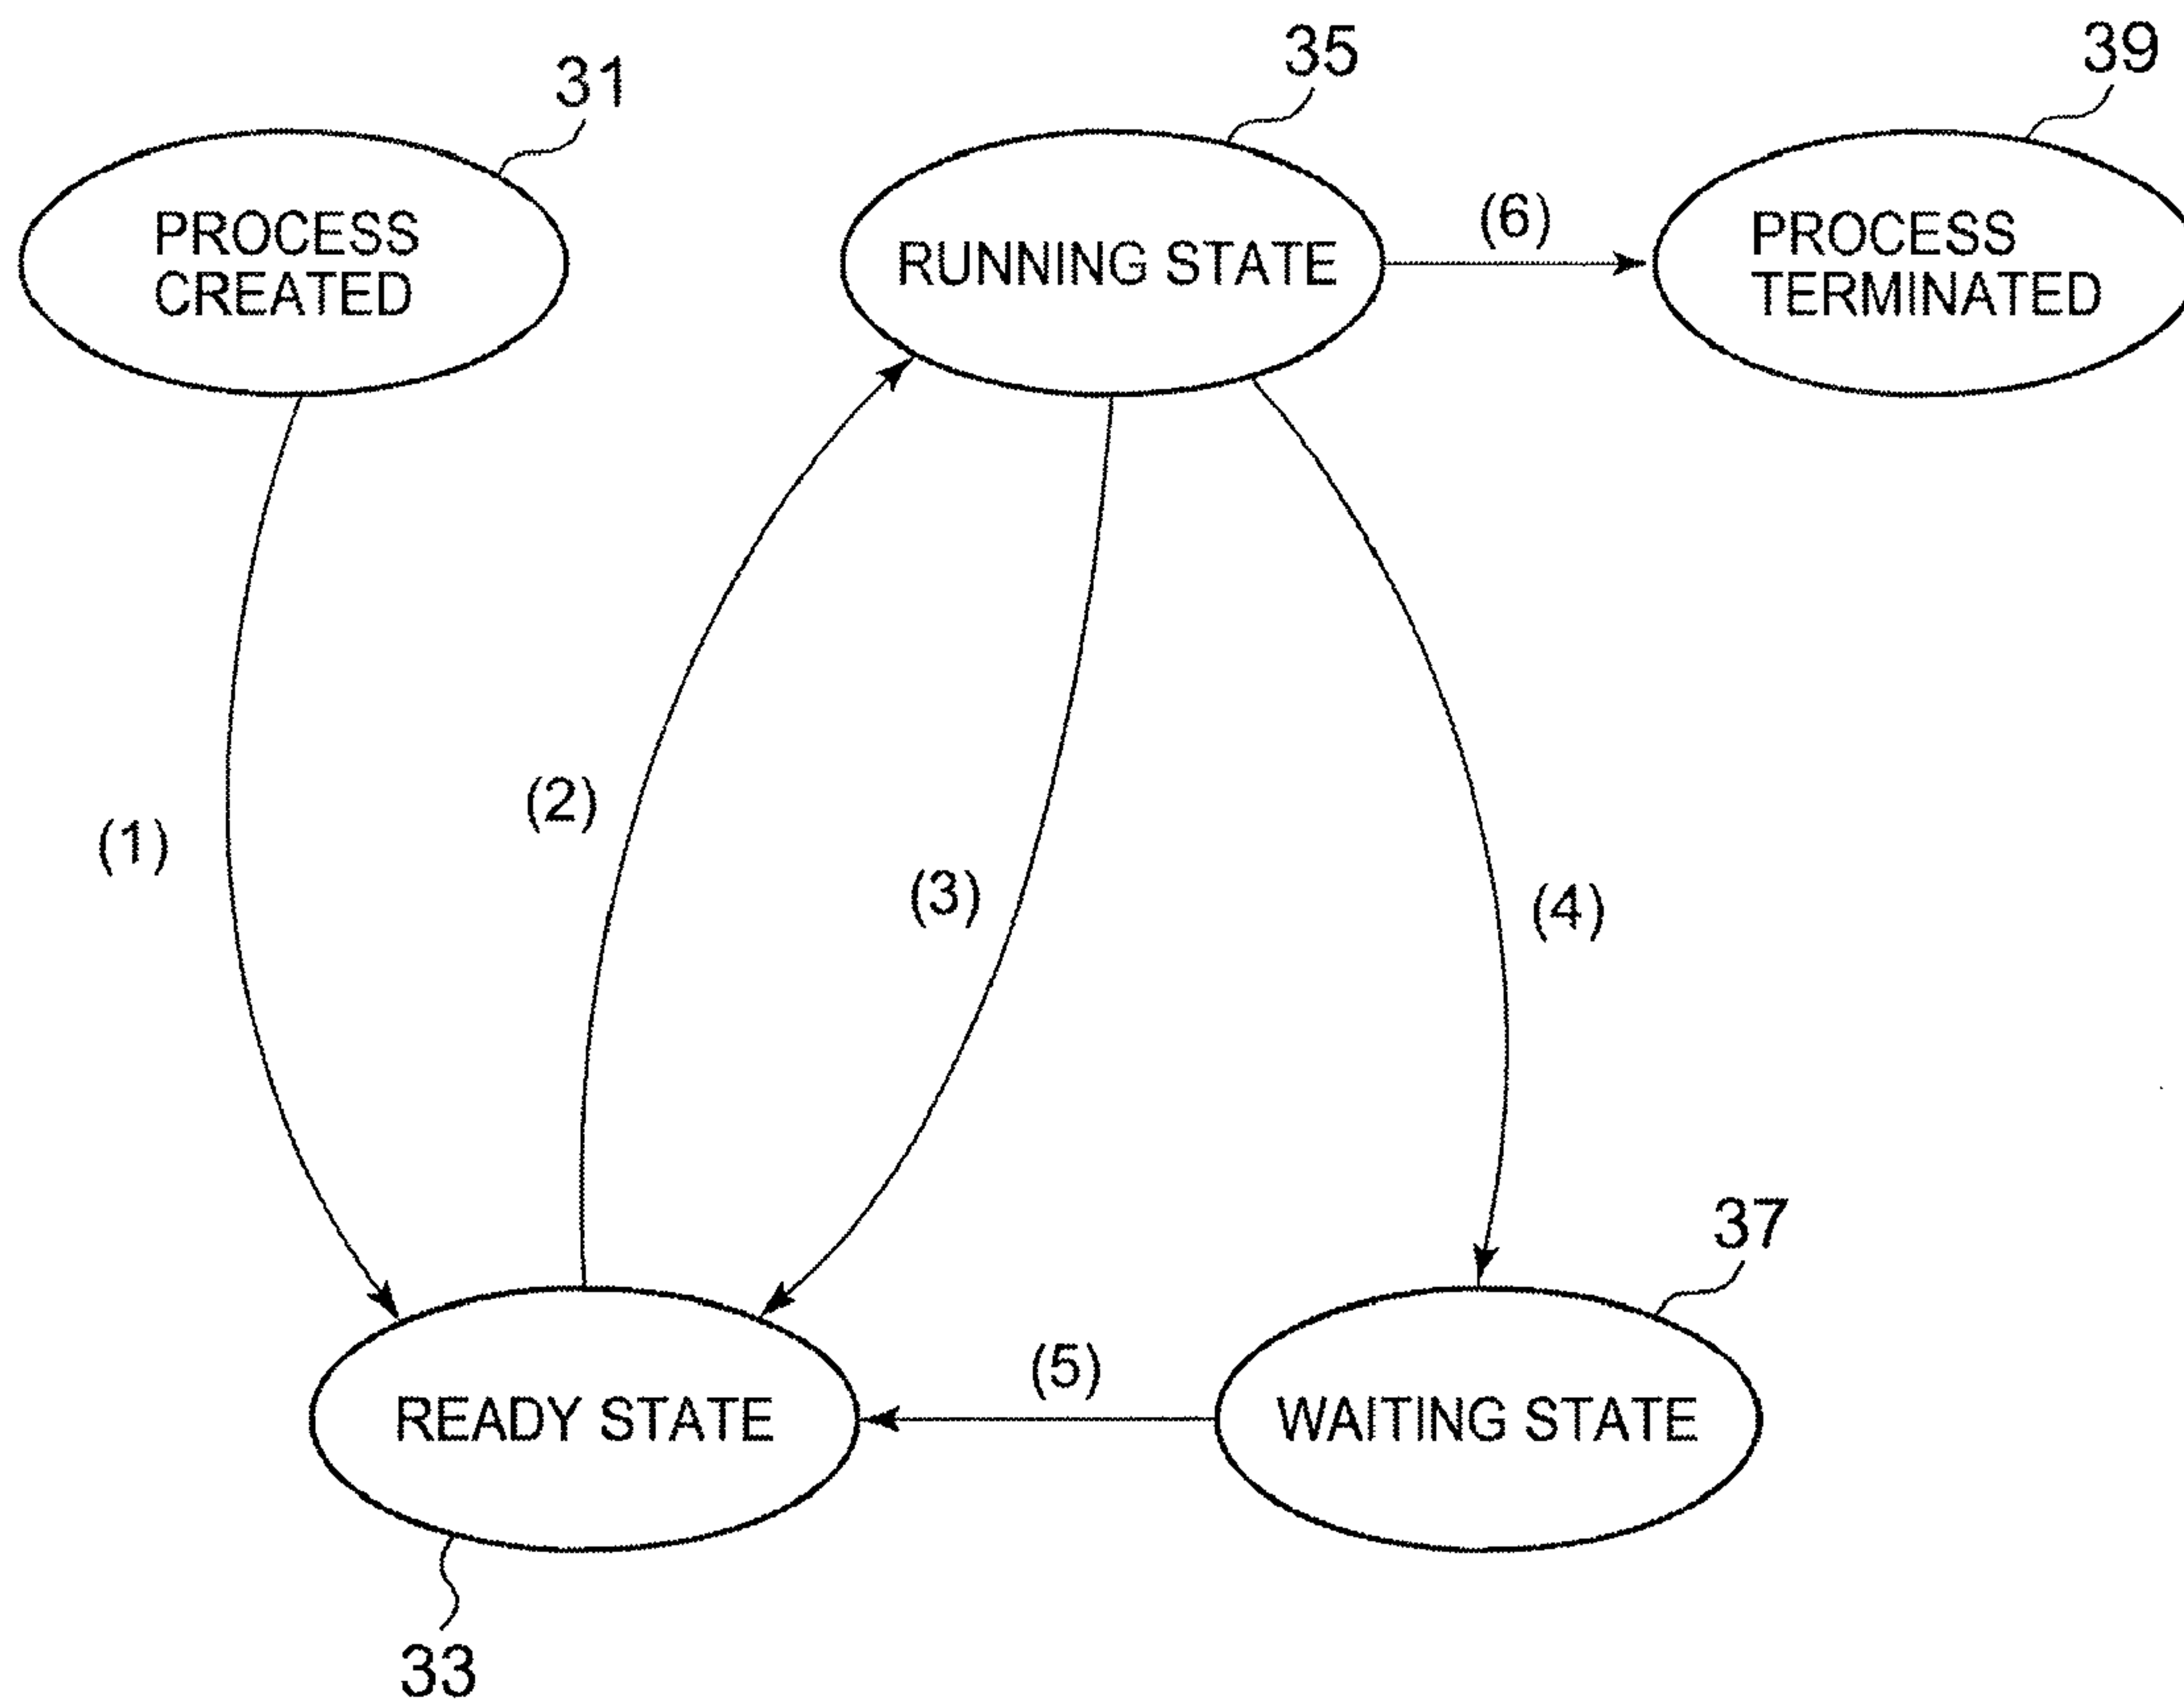 31
35
39
PROCESS
CREATED
RUNNING STATE
(6)
PROCESS
TERMINATED
(1)
(2)
(3)
(4)
37
READY STATE
(5)
WAITING STATE
33